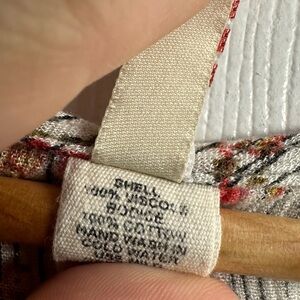 SHELL
100% VISCOSE
BODICE
100% COTTON
HAND WASH IN
COLD WATER